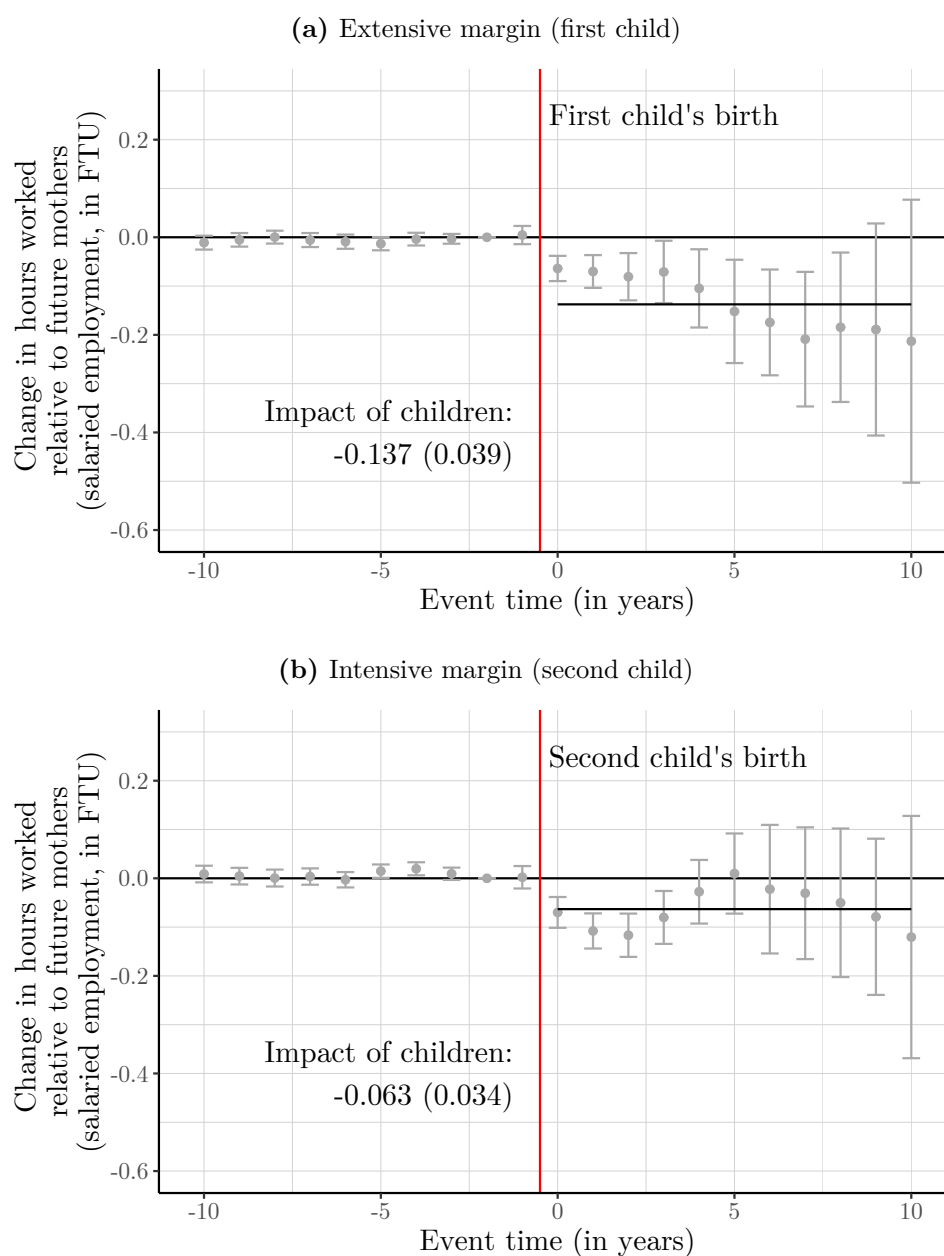 (a) Extensive margin (first child)
Change in hours worked
relative to future mothers
(salaried employment, in FTU)
0.2
0.0
-0.2
-0.4
-0.6
First child's birth
Impact of children:
-0.137 (0.039)
-10
-5
0
5
10
Event time (in years)
(b) Intensive margin (second child)
Change in hours worked
relative to future mothers
(salaried employment, in FTU)
0.2
0.0
-0.2
-0.4
-0.6
Second child's birth
Impact of children:
-0.063 (0.034)
-10
-5
0
5
10
Event time (in years)